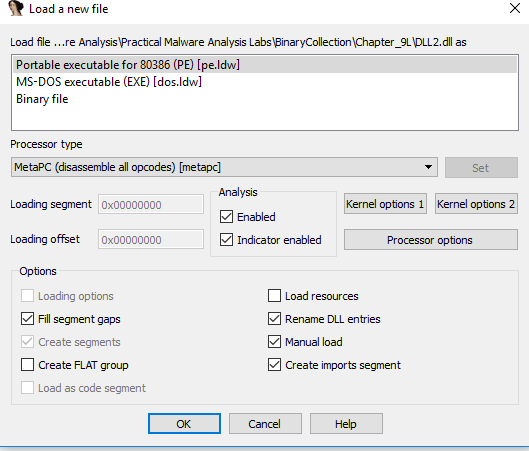 Load a new file
Load file ...re Analysis\Practical Malware Analysis Labs\BinaryCollection\Chapter_9L\DLL2.dll as
Portable executable for 80386 (PE) [pe.ldw]
MS-DOS executable (EXE) [dos.ldw]
Binary file
Processor type
MetaPC (disassemble all opcodes) [metapc]
Set
Loading segment 0x00000000
Loading offset 0x00000000
Analysis
Enabled
Indicator enabled
Kernel options 1
Kernel options 2
Processor options
Options
Loading options
Fill segment gaps
Create segments
Create FLAT group
Load as code segment
Load resources
Rename DLL entries
Manual load
Create imports segment
OK
Cancel
Help